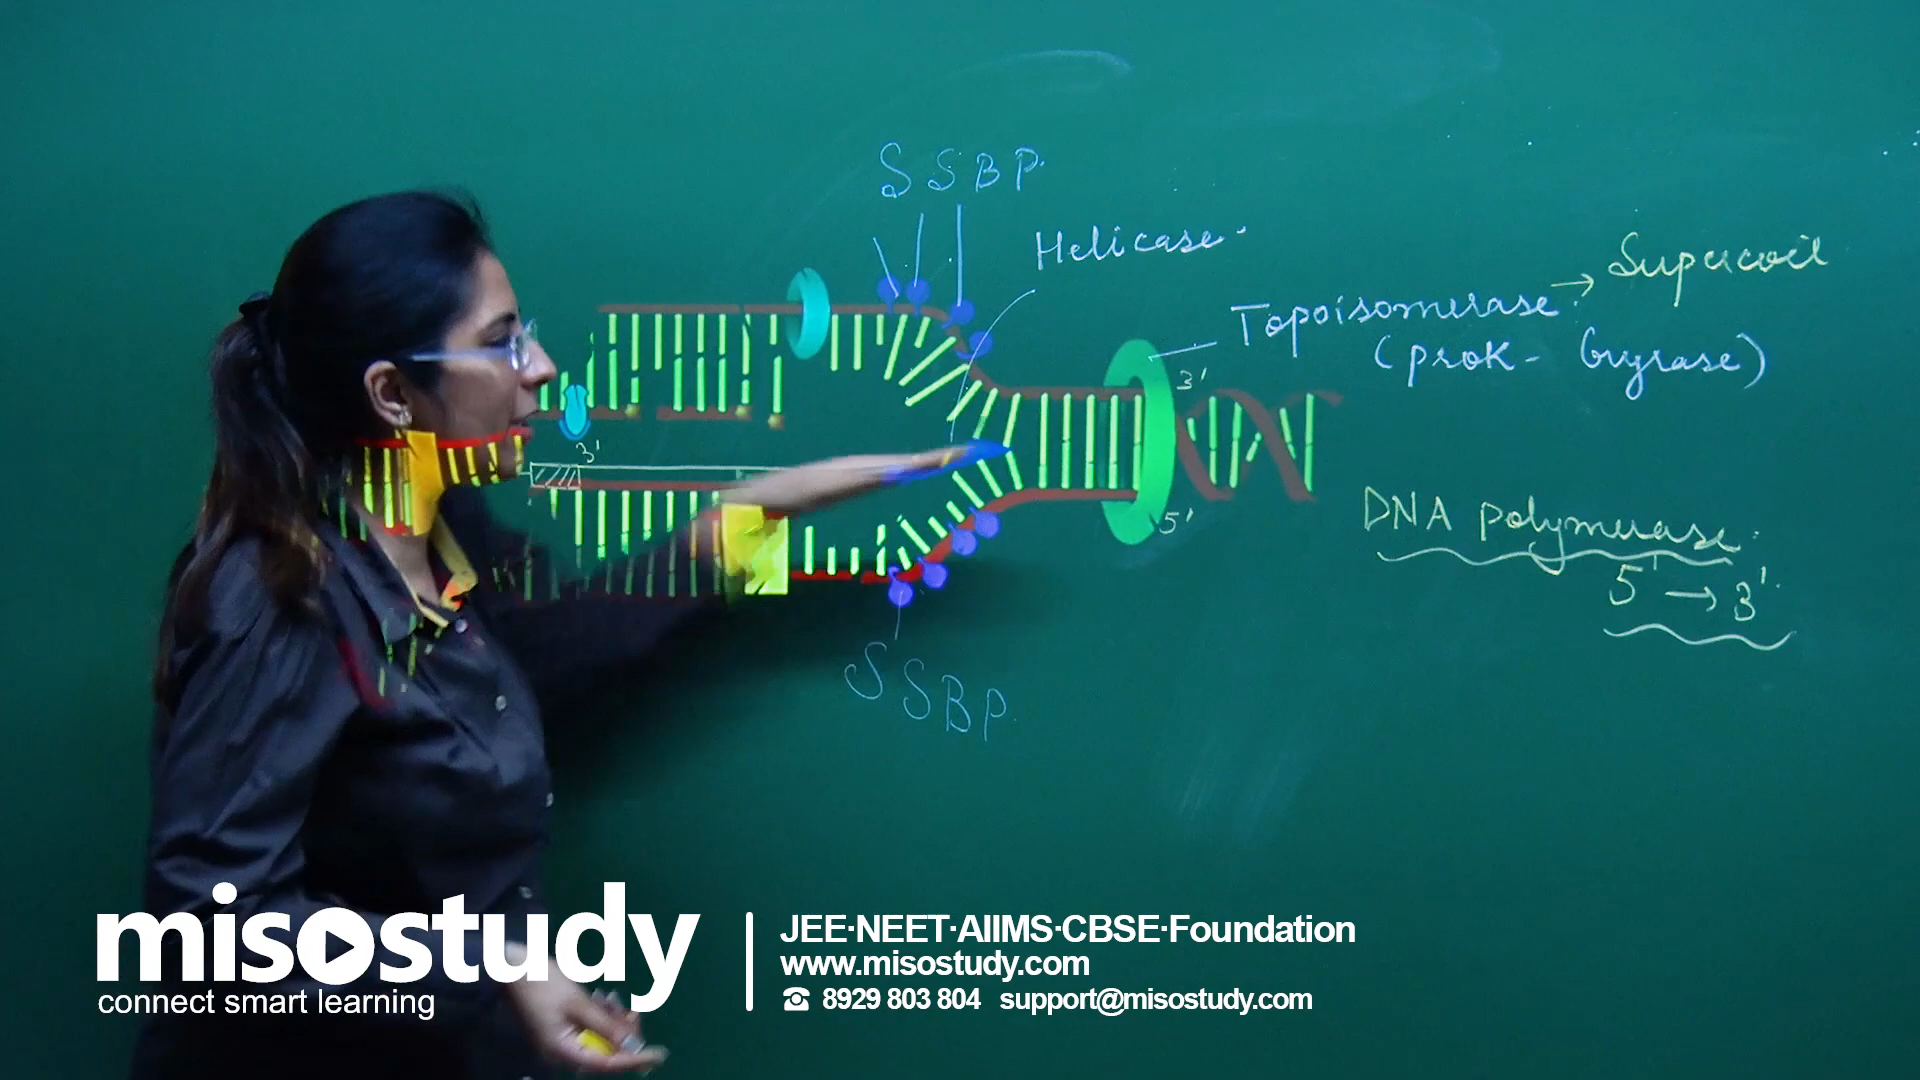 SSBP.
Helicase.
Topoisomerase → Supercoil
(prok - Gyrase)
3'
5'
3'
DNA polymerase.
5' → 3'
SSBP.
misostudy
connect smart learning
JEE·NEET·AIIMS·CBSE·Foundation
www.misostudy.com
8929 803 804 support@misostudy.com